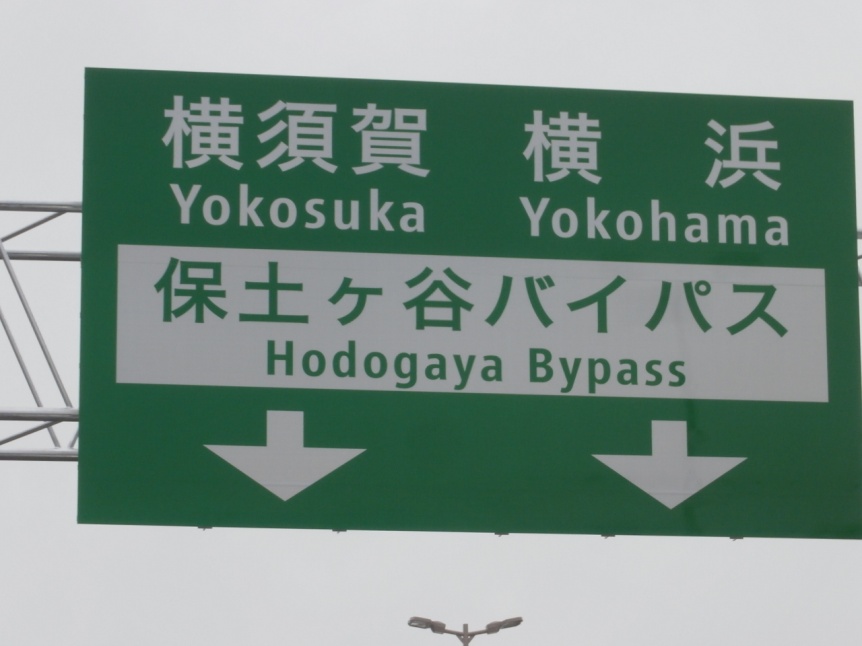 横須賀 横浜
Yokosuka Yokohama
保土ヶ谷バイパス
Hodogaya Bypass